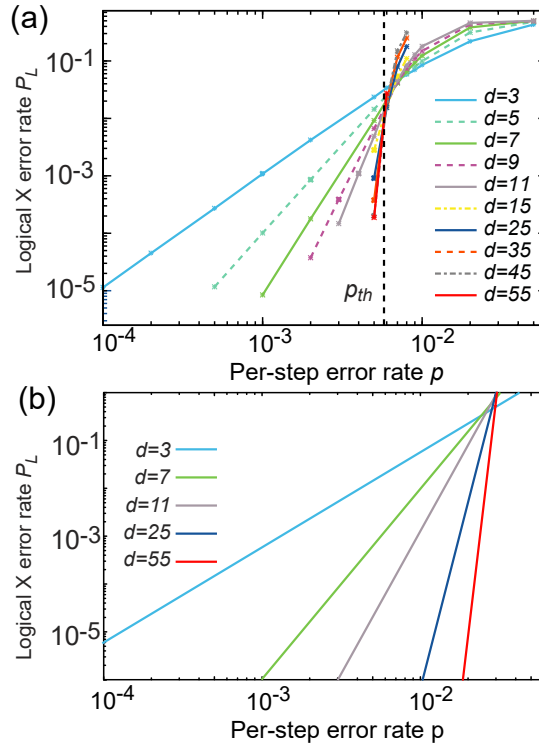 (a)
Logical X error rate P_L
10^-1
10^-3
10^-5
d=3
d=5
d=7
d=9
d=11
d=15
d=25
d=35
d=45
d=55
p_th
10^-4
10^-3
10^-2
Per-step error rate p
(b)
Logical X error rate P_L
10^-1
10^-3
10^-5
d=3
d=7
d=11
d=25
d=55
10^-4
10^-3
10^-2
Per-step error rate p